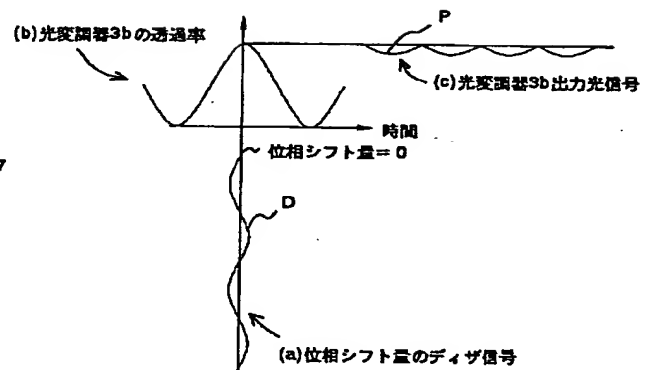 (b)光変調器3bの透過率
P
(c)光変調器3b出力光信号
時間
位相シフト量=0
7
D
(a)位相シフト量のディザ信号